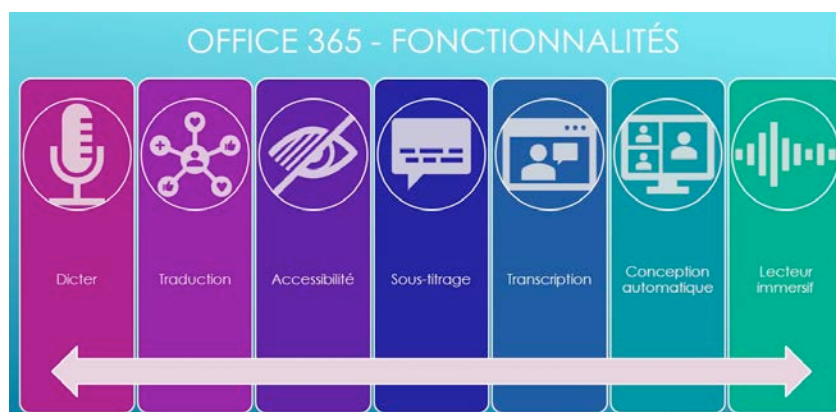 OFFICE 365 - FONCTIONNALITÉS
Dicter
Traduction
Accessibilité
Sous-titrage
Transcription
Conception
automatique
Lecteur
immersif